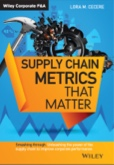 Wiley Corporate F&A
LORA M. CECERE
SUPPLY CHAIN
METRICS
THAT
MATTER
WILEY